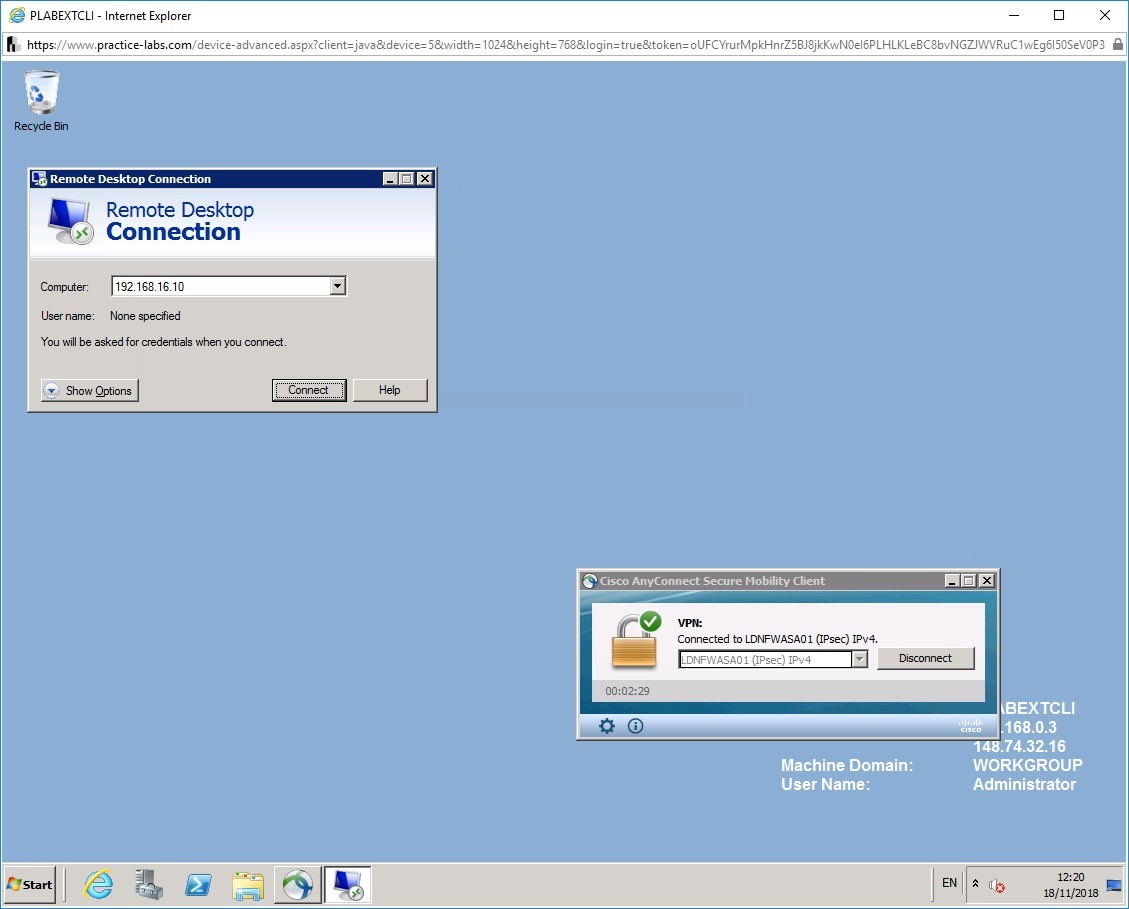 PLABEXTCLI - Internet Explorer
https://www.practice-labs.com/device-advanced.aspx?client=java&device=5&width=1024&height=768&login=true&token=oUFCYrurMpkHnrZ5BJ8jkKwN0eI6PLHLKLeBC8bvNGZJWVRuC1wEg6I50SeV0P3
Recycle Bin
Remote Desktop Connection
Remote Desktop
Connection
Computer: 192.168.16.10
User name: None specified
You will be asked for credentials when you connect.
Show Options Connect Help
Cisco AnyConnect Secure Mobility Client
VPN:
Connected to LDNFWASA01 (IPsec) IPv4.
LDNFWASA01 (IPsec) IPv4 Disconnect
00:02:29
cisco
ABEXTCLI
.168.0.3
148.74.32.16
Machine Domain: WORKGROUP
User Name: Administrator
Start
EN
12:20
18/11/2018